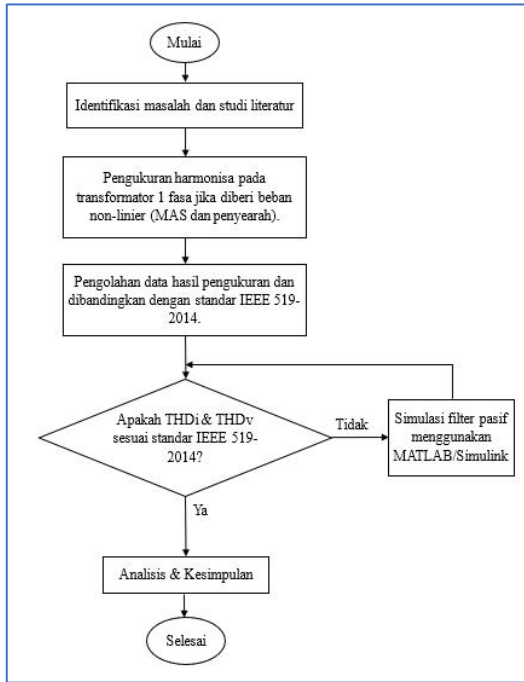 Mulai
Identifikasi masalah dan studi literatur
Pengukuran harmonisa pada
transformator 1 fasa jika diberi beban
non-linier (MAS dan penyearah).
Pengolahan data hasil pengukuran dan
dibandingkan dengan standar IEEE 519-
2014.
Apakah THDi & THDv
sesuai standar IEEE 519-
2014?
Tidak
Simulasi filter pasif
menggunakan
MATLAB/Simulink
Ya
Analisis & Kesimpulan
Selesai